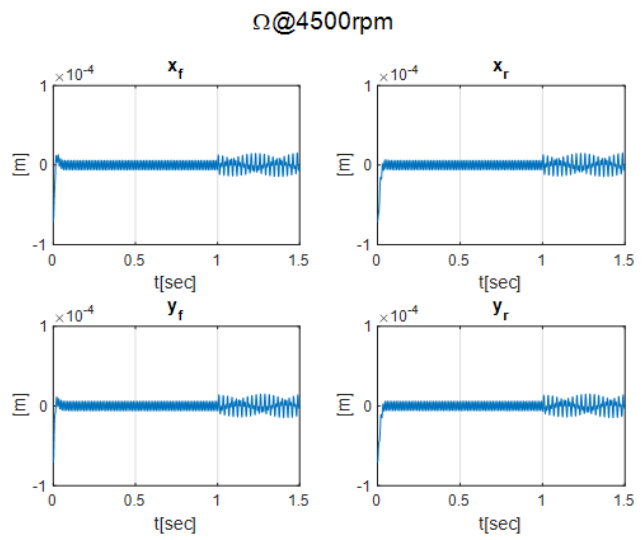 Ω@4500rpm
×10⁻⁴ x_f
1
0
-1
[m]
0 0.5 1 1.5
t[sec]
×10⁻⁴ x_r
1
0
-1
[m]
0 0.5 1 1.5
t[sec]
×10⁻⁴ y_f
1
0
-1
[m]
0 0.5 1 1.5
t[sec]
×10⁻⁴ y_r
1
0
-1
[m]
0 0.5 1 1.5
t[sec]